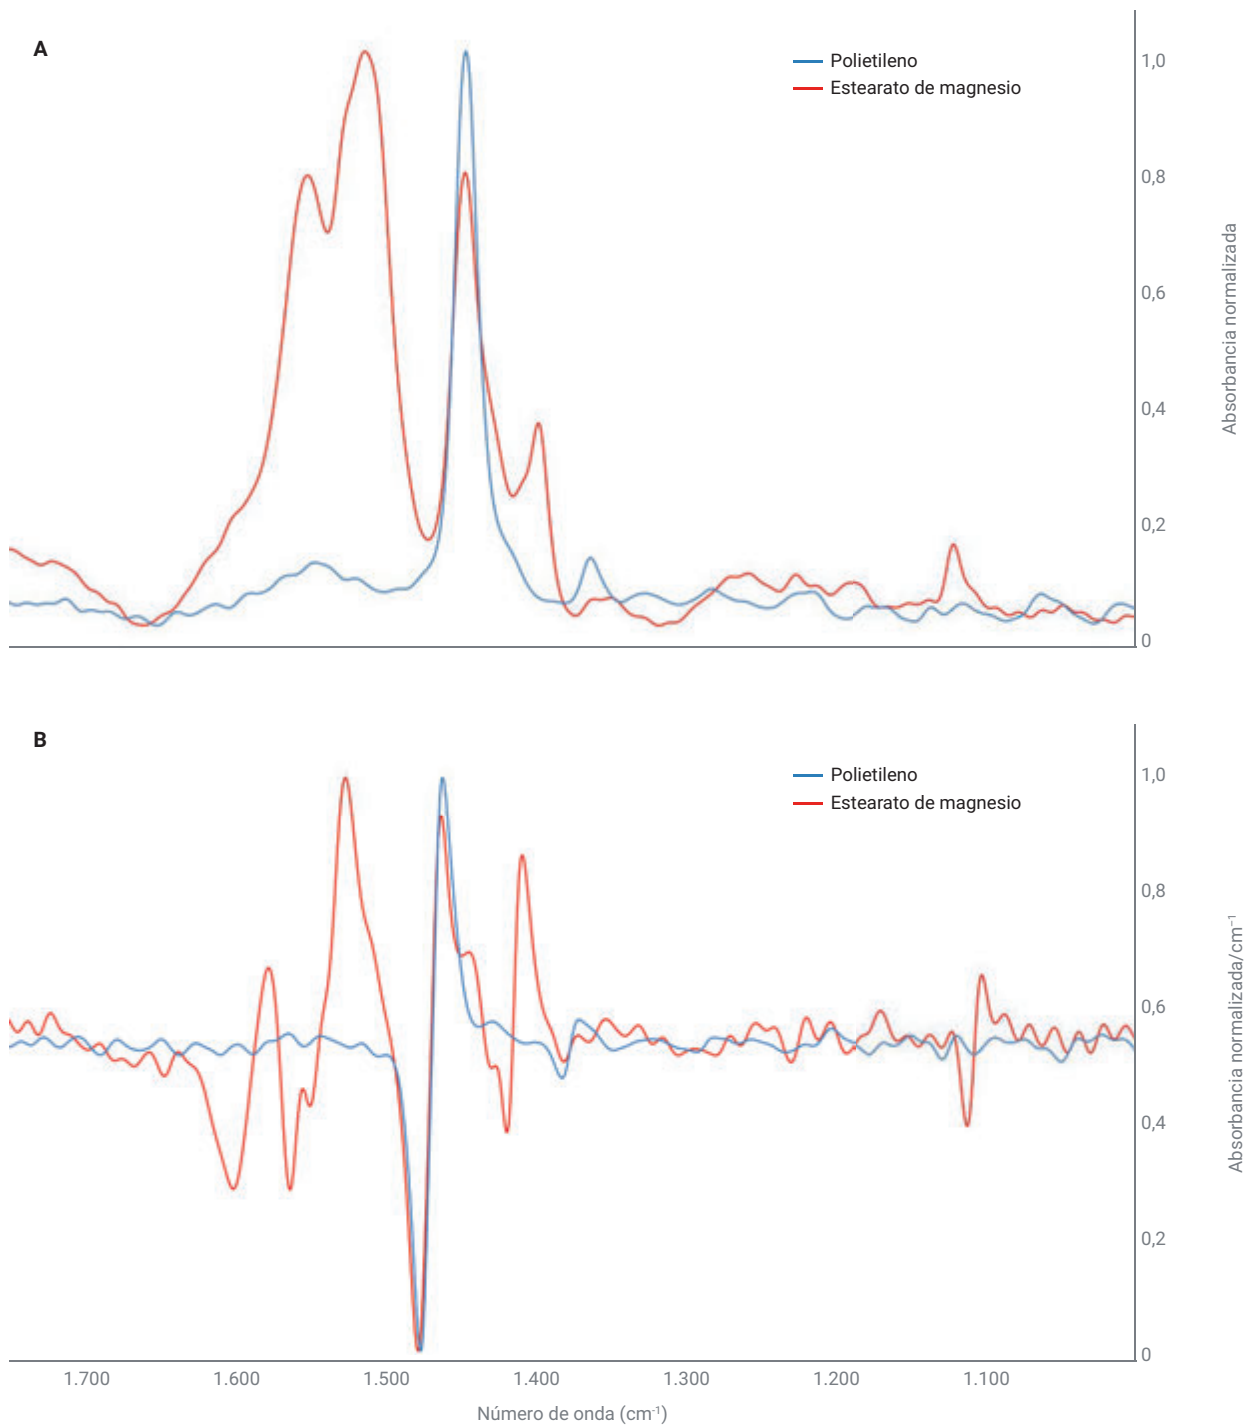 A
Polietileno
Estearato de magnesio
1,0
0,8
0,6
0,4
0,2
0
Absorbancia normalizada
B
Polietileno
Estearato de magnesio
1,0
0,8
0,6
0,4
0,2
0
Absorbancia normalizada/cm⁻¹
1.700 1.600 1.500 1.400 1.300 1.200 1.100
Número de onda (cm⁻¹)